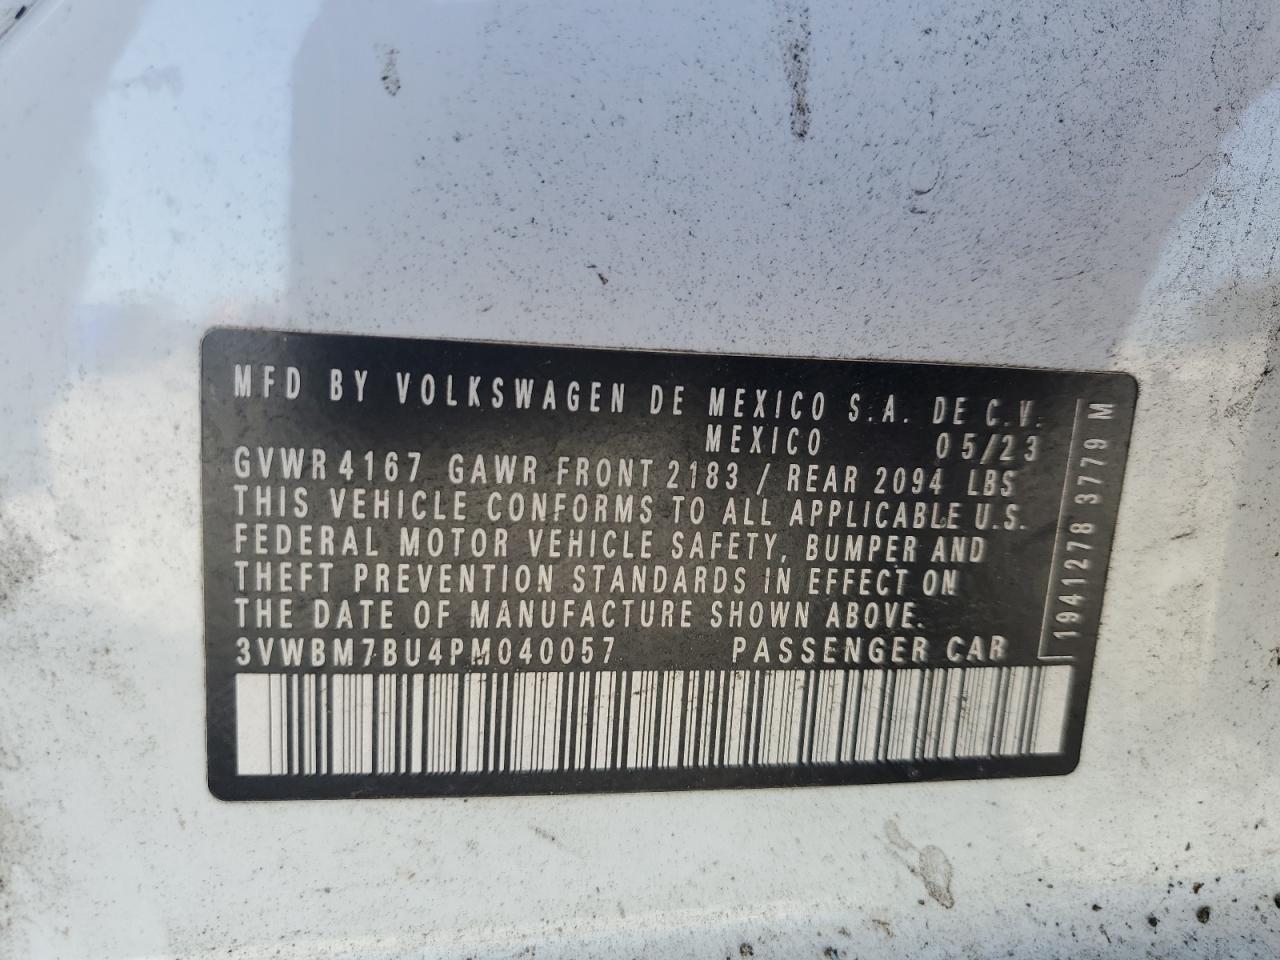 MFD BY VOLKSWAGEN DE MEXICO S.A. DE C.V.
MEXICO 05/23
GVWR 4167 GAWR FRONT 2183 / REAR 2094 LBS
THIS VEHICLE CONFORMS TO ALL APPLICABLE U.S.
FEDERAL MOTOR VEHICLE SAFETY, BUMPER AND
THEFT PREVENTION STANDARDS IN EFFECT ON
THE DATE OF MANUFACTURE SHOWN ABOVE.
3VWBM7BU4PM040057 PASSENGER CAR
1941278 3779 M